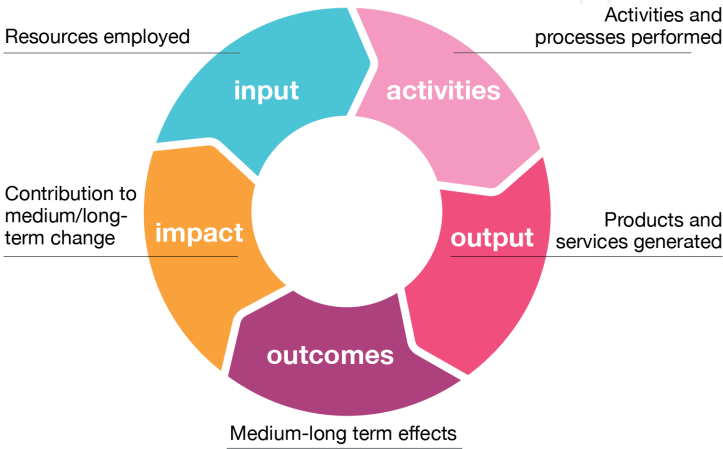 Resources employed
Activities and
processes performed
input
activities
Contribution to
medium/long-
term change
impact
output
Products and
services generated
outcomes
Medium-long term effects